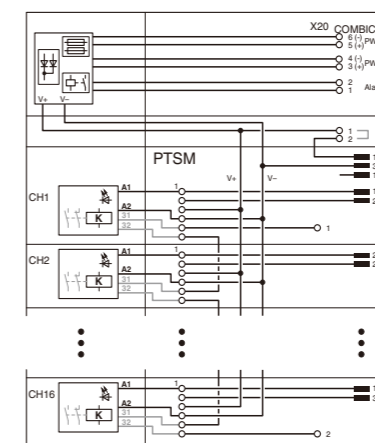 X20 COMBIC
6 (-) PW
5 (+)
4 (-) PW
3 (+)
2
1 Ala
V+ V–
1
2
PTSM
V+ V–
CH1 A1 1
A2
K 31
32
1
CH2 A1 1
A2
K 31
32
CH16 A1 1
A2
K 31
32
2